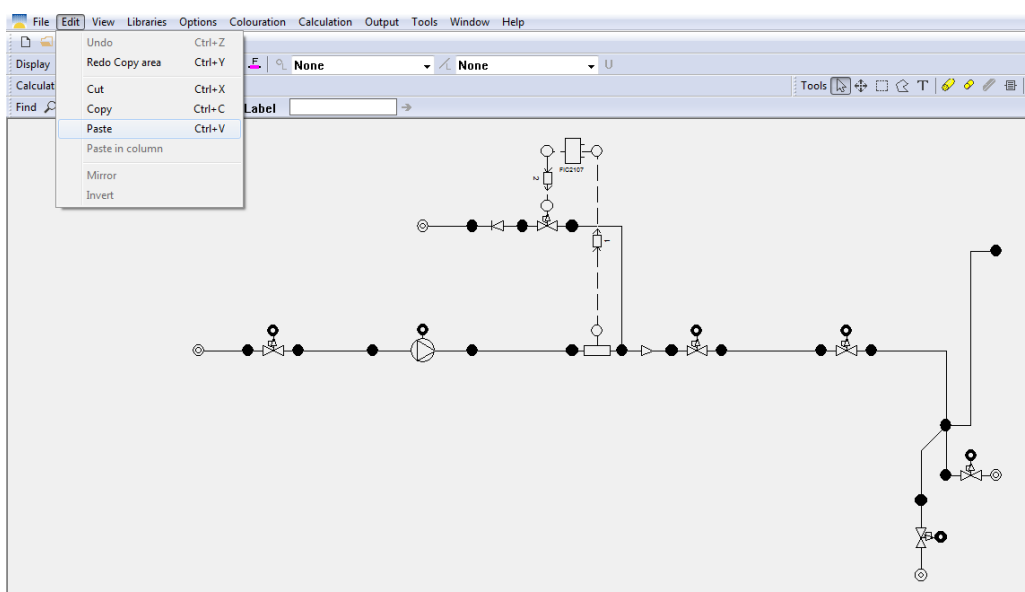 File Edit View Libraries Options Colouration Calculation Output Tools Window Help
Undo Ctrl+Z
Display Redo Copy area Ctrl+Y F L None L None U
Calculat Cut Ctrl+X Tools T
Find Copy Ctrl+C Label
Paste Ctrl+V
Paste in column
Mirror
Invert
FIC2107
2
1